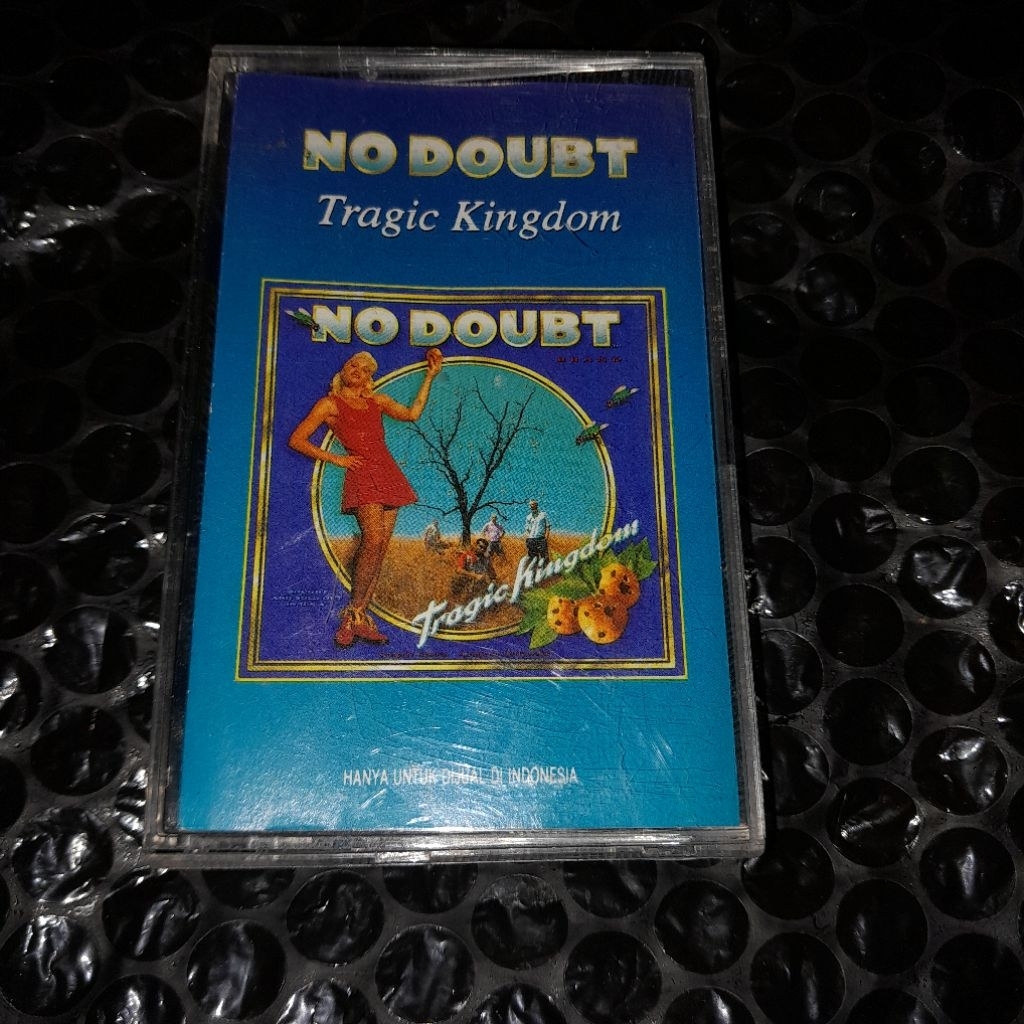 NO DOUBT
Tragic Kingdom
NO DOUBT
Tragic Kingdom
HANYA UNTUK DIJUAL DI INDONESIA